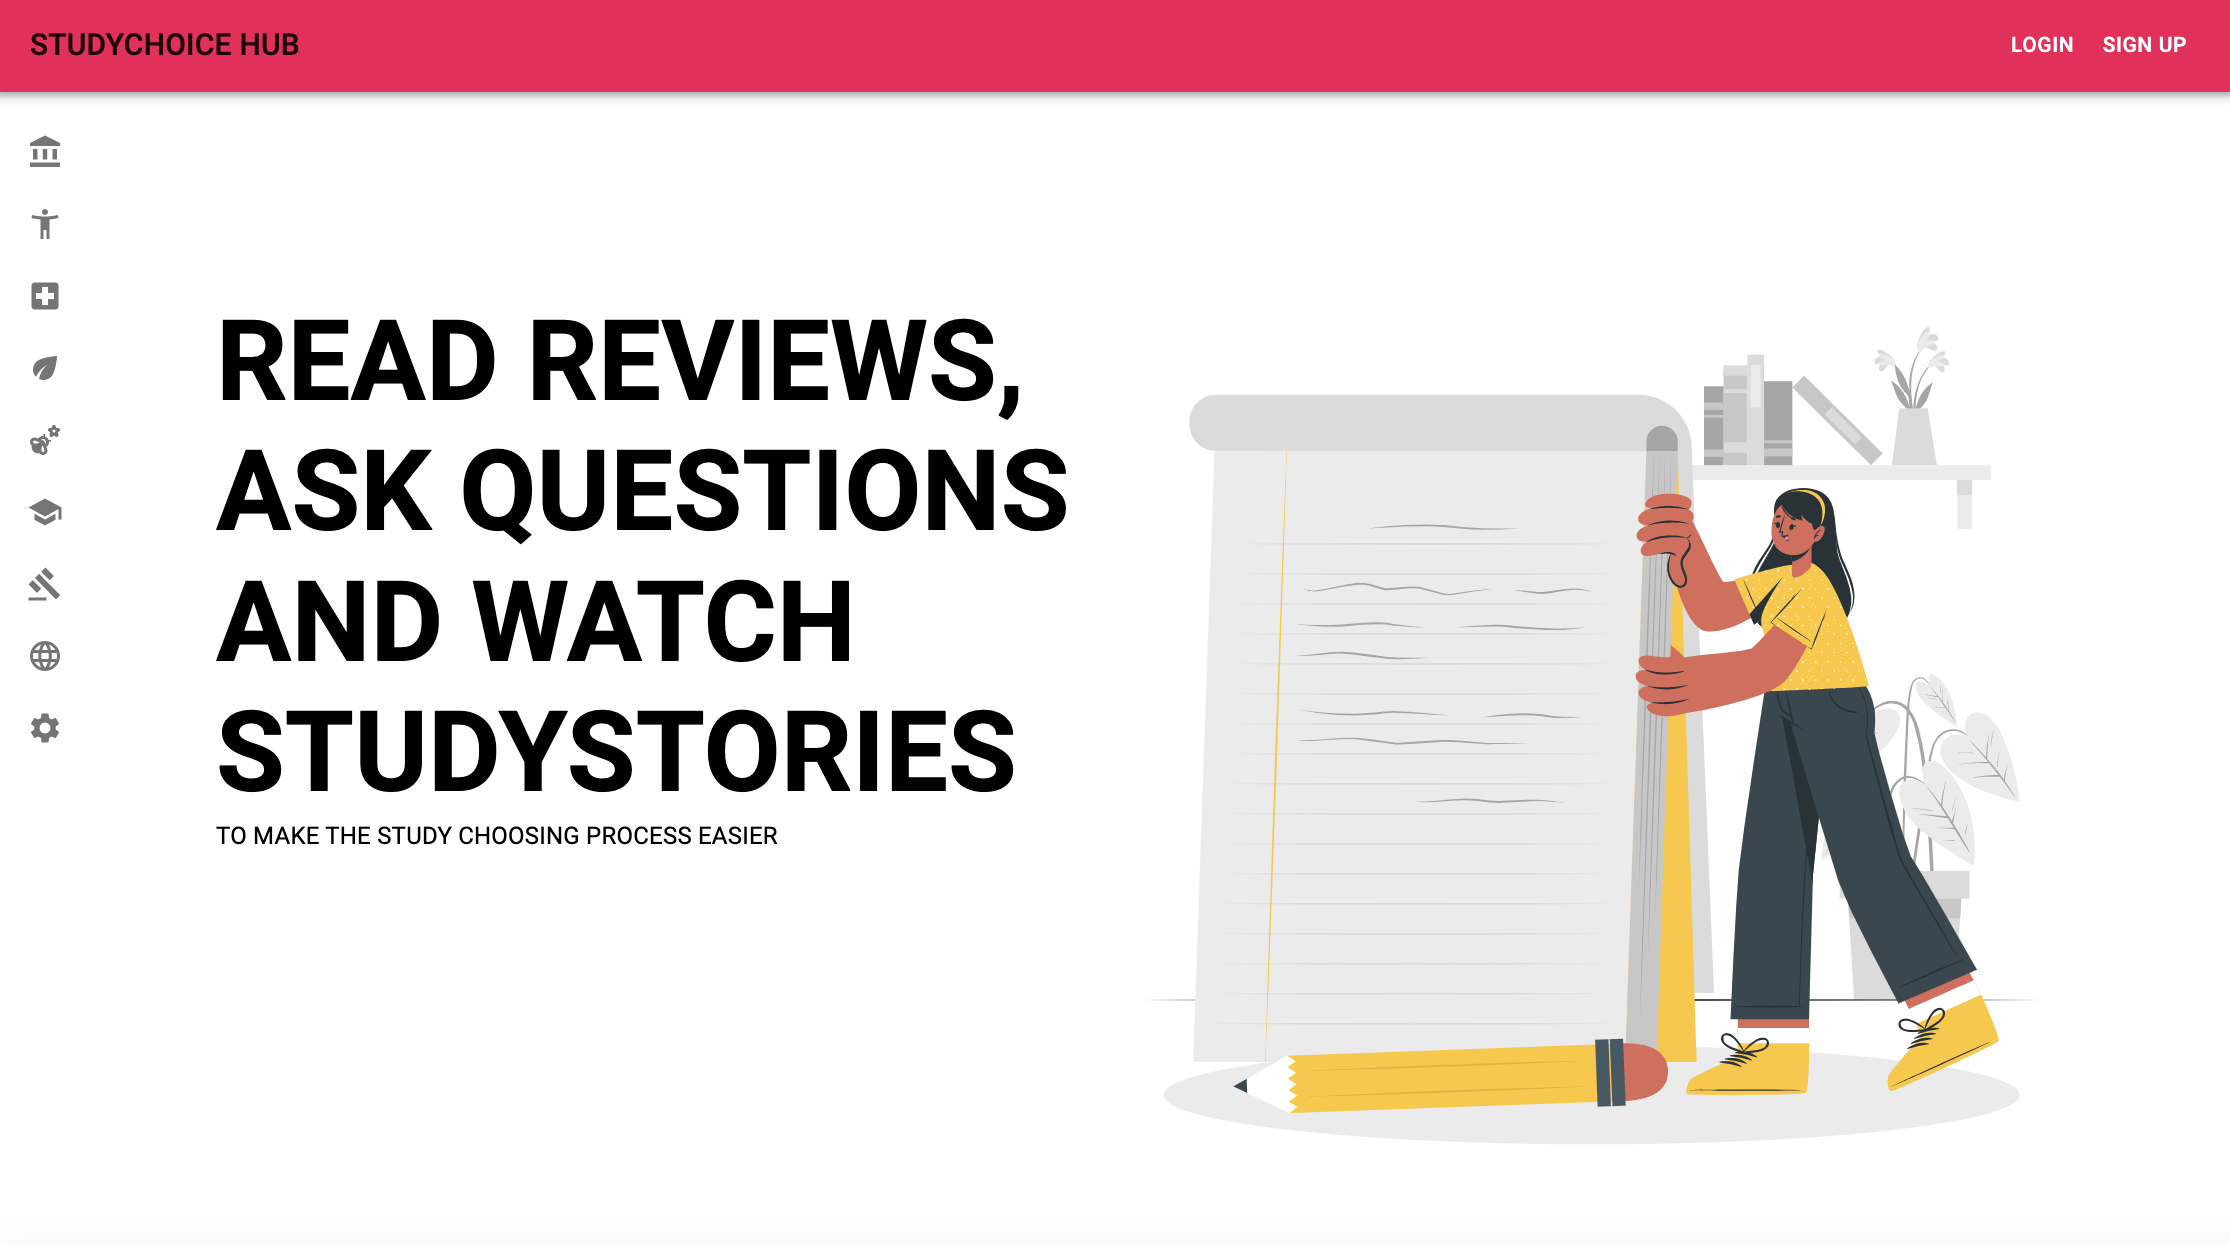 STUDYCHOICE HUB
LOGIN
SIGN UP
READ REVIEWS,
ASK QUESTIONS
AND WATCH
STUDYSTORIES
TO MAKE THE STUDY CHOOSING PROCESS EASIER